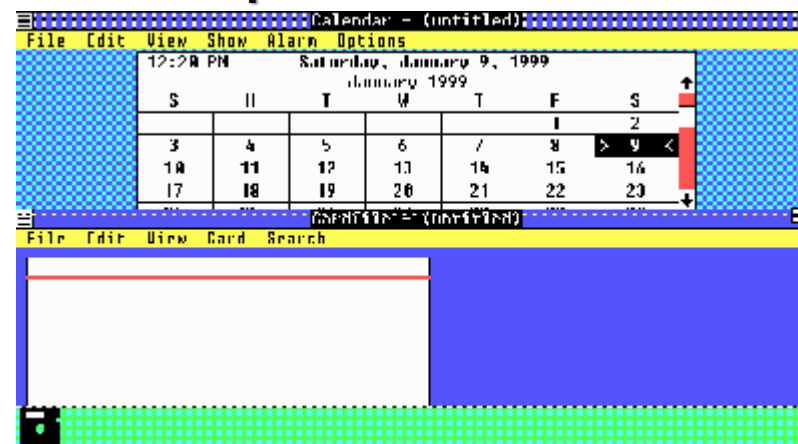 Calendar - (untitled)
File Edit View Show Alarm Options
12:20 PM Saturday, January 9, 1999
January 1999
S M T W T F S
1 2
3 4 5 6 7 8 > 9 <
10 11 12 13 14 15 16
17 18 19 20 21 22 23
Cardfile - (untitled)
File Edit View Card Search